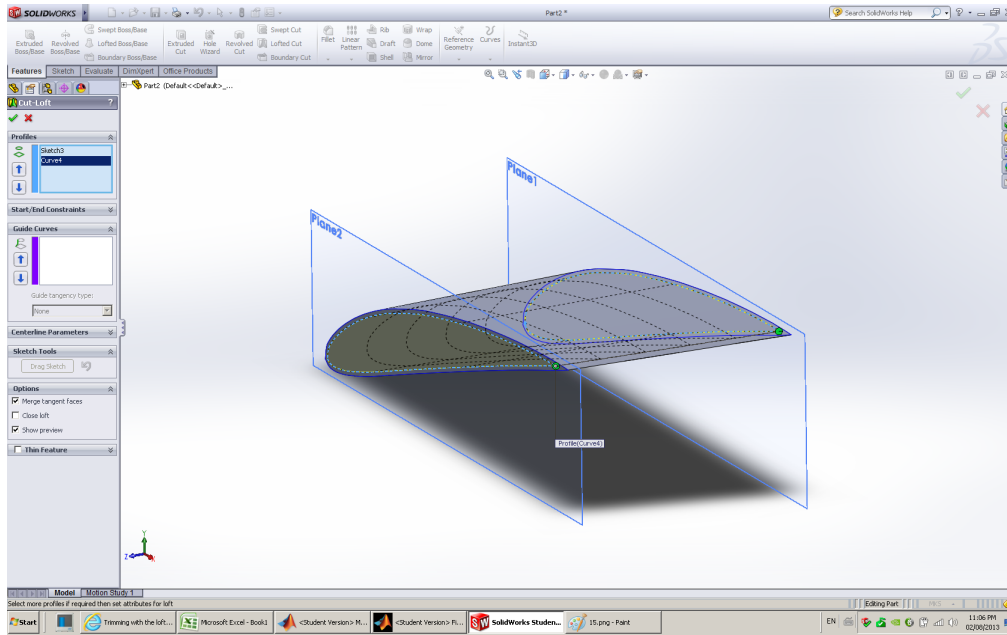 SOLIDWORKS
Part2 *
Search SolidWorks Help
Extruded Boss/Base
Revolved Boss/Base
Swept Boss/Base
Lofted Boss/Base
Boundary Boss/Base
Extruded Cut
Hole Wizard
Revolved Cut
Swept Cut
Lofted Cut
Boundary Cut
Fillet
Linear Pattern
Rib
Draft
Shell
Wrap
Dome
Mirror
Reference Geometry
Curves
Instant3D
Features
Sketch
Evaluate
DimXpert
Office Products
Part2 (Default<<Default>_...
Cut-Loft
?
Profiles
Sketch3
Curve4
Start/End Constraints
Guide Curves
Guide tangency type:
None
Centerline Parameters
Sketch Tools
Drag Sketch
Options
Merge tangent faces
Close loft
Show preview
Thin Feature
Plane1
Plane2
Profile(Curve4)
Y
Z
X
Model
Motion Study 1
Select more profiles if required then set attributes for loft
Editing Part
MKS
Start
Trimming with the loft...
Microsoft Excel - Book1
<Student Version> M...
<Student Version> Fi...
SolidWorks Studen...
15.png - Paint
EN
11:06 PM
02/08/2013